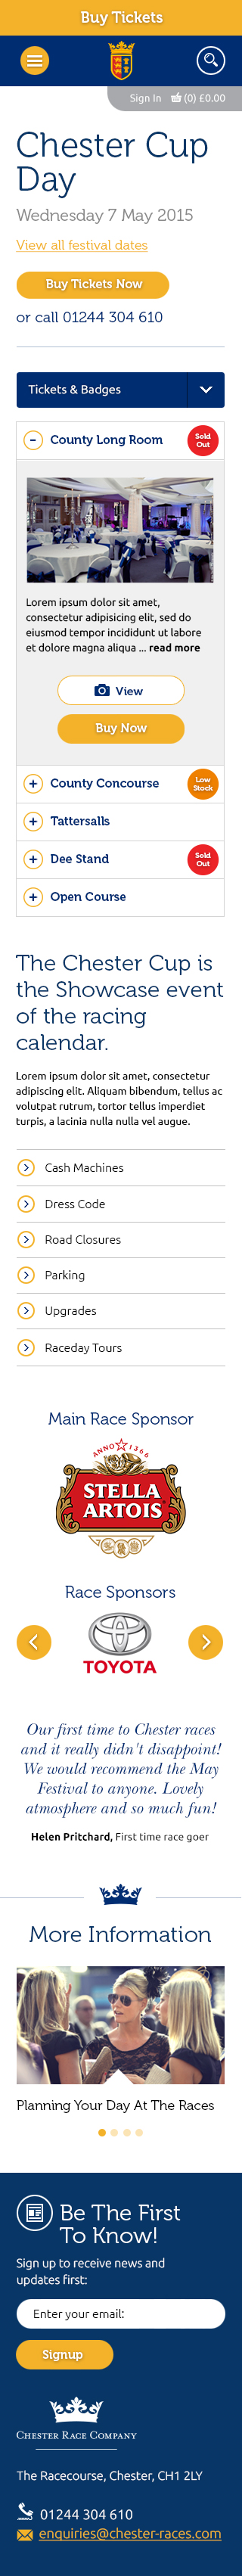 Buy Tickets
Sign In (0) £0.00
Chester Cup
Day
Wednesday 7 May 2015
View all festival dates
Buy Tickets Now
or call 01244 304 610
Tickets & Badges
County Long Room
Sold
Out
Lorem ipsum dolor sit amet,
consectetur adipisicing elit, sed do
eiusmod tempor incididunt ut labore
et dolore magna aliqua ... read more
View
Buy Now
County Concourse
Low
Stock
Tattersalls
Dee Stand
Sold
Out
Open Course
The Chester Cup is
the Showcase event
of the racing
calendar.
Lorem ipsum dolor sit amet, consectetur
adipiscing elit. Aliquam bibendum, tellus ac
volutpat rutrum, tortor tellus imperdiet
turpis, a lacinia nulla nulla vel augue.
Cash Machines
Dress Code
Road Closures
Parking
Upgrades
Raceday Tours
Main Race Sponsor
ANNO 1366
STELLA
ARTOIS
Race Sponsors
TOYOTA
Our first time to Chester races
and it really didn't disappoint!
We would recommend the May
Festival to anyone. Lovely
atmosphere and so much fun!
Helen Pritchard, First time race goer
More Information
Planning Your Day At The Races
Be The First
To Know!
Sign up to receive news and
updates first:
Enter your email:
Signup
CHESTER RACE COMPANY
The Racecourse, Chester, CH1 2LY
01244 304 610
enquiries@chester-races.com